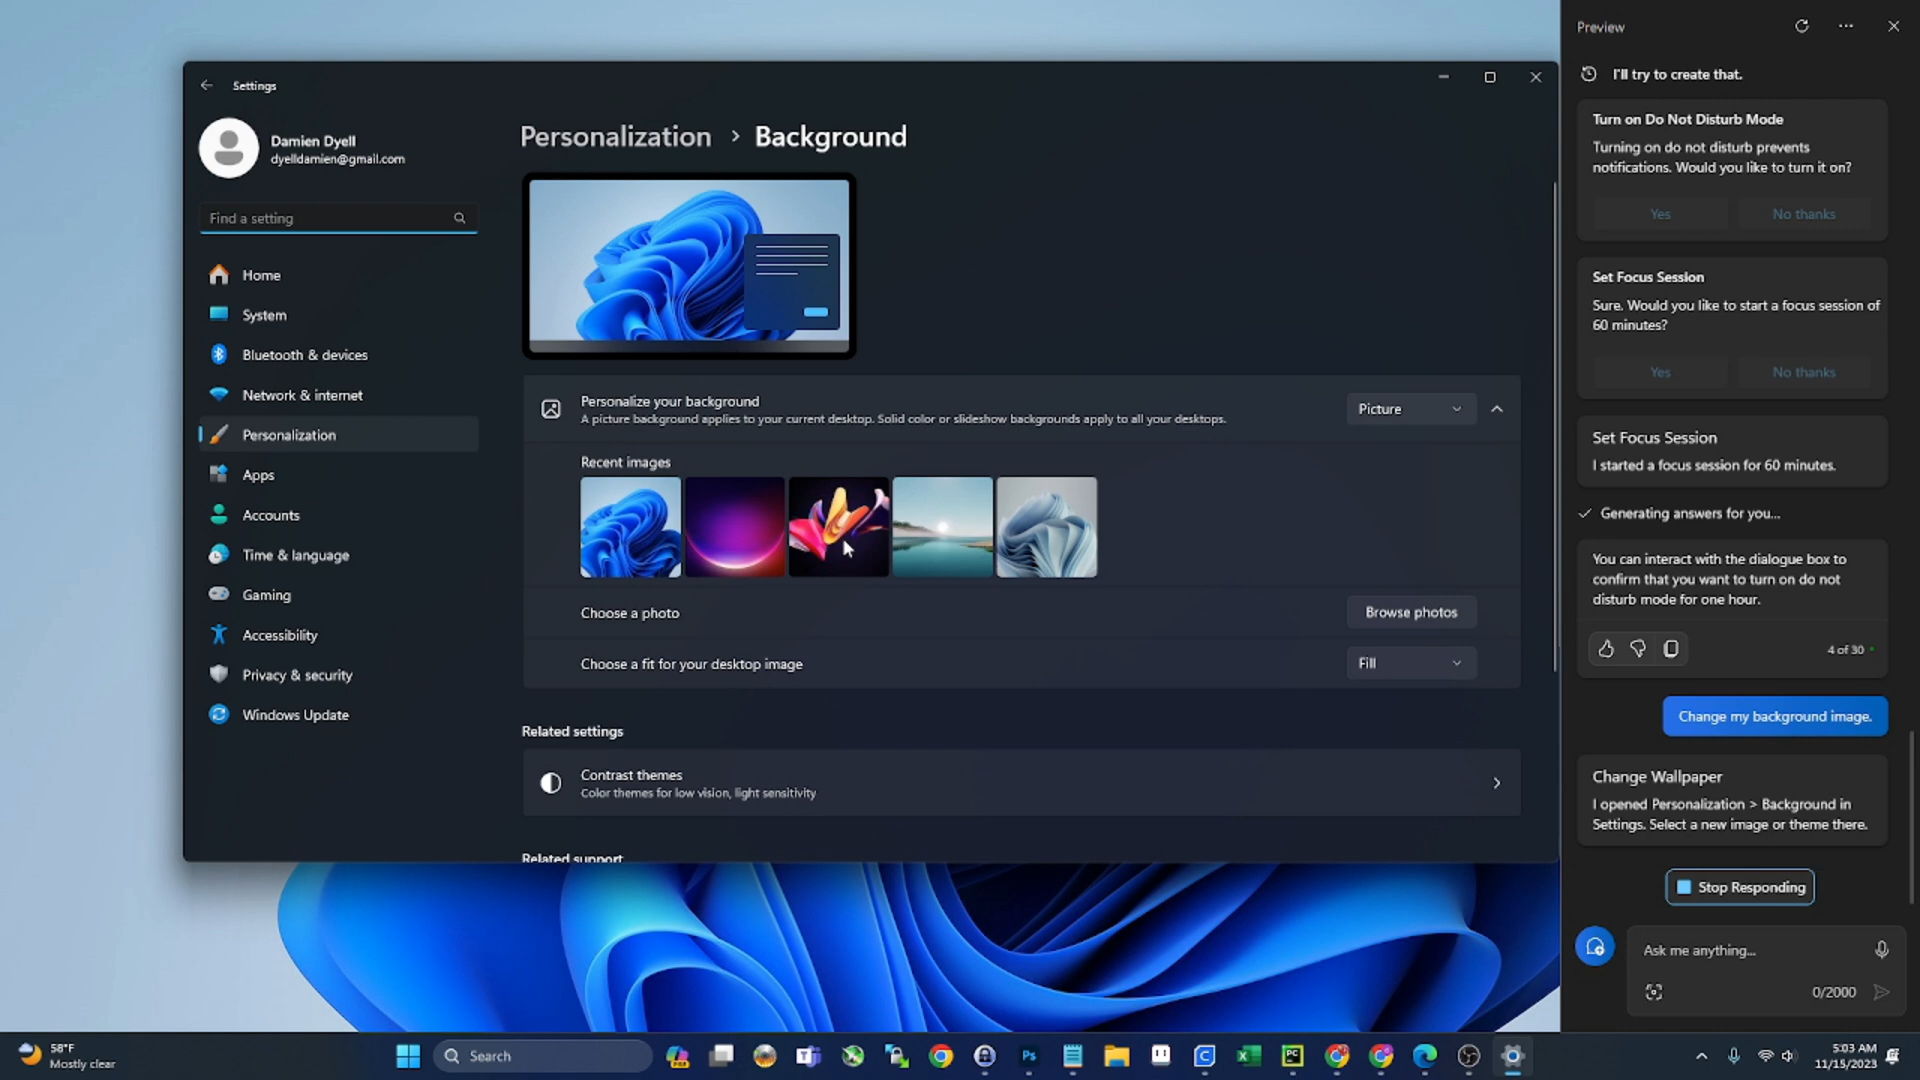 Settings
Damien Dyell
dyelldamien@gmail.com
Find a setting
Home
System
Bluetooth & devices
Network & internet
Personalization
Apps
Accounts
Time & language
Gaming
Accessibility
Privacy & security
Windows Update
Personalization > Background
Personalize your background
A picture background applies to your current desktop. Solid color or slideshow backgrounds apply to all your desktops.
Picture
Recent images
Choose a photo
Browse photos
Choose a fit for your desktop image
Fill
Related settings
Contrast themes
Color themes for low vision, light sensitivity
Related support
Preview
I'll try to create that.
Turn on Do Not Disturb Mode
Turning on do not disturb prevents
notifications. Would you like to turn it on?
Yes
No thanks
Set Focus Session
Sure. Would you like to start a focus session of
60 minutes?
Yes
No thanks
Set Focus Session
I started a focus session for 60 minutes.
Generating answers for you...
You can interact with the dialogue box to
confirm that you want to turn on do not
disturb mode for one hour.
4 of 30
Change my background image.
Change Wallpaper
I opened Personalization > Background in
Settings. Select a new image or theme there.
Stop Responding
Ask me anything...
0/2000
58°F
Mostly clear
Search
Ps
PC
5:03 AM
11/15/2023